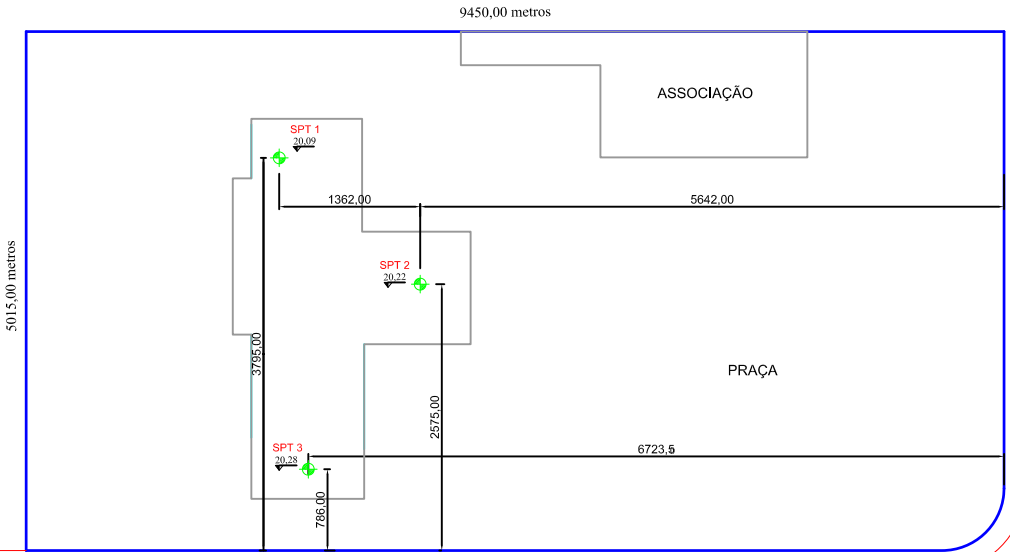 9450,00 metros
ASSOCIAÇÃO
SPT 1
20,09
1362,00
5642,00
5015,00 metros
SPT 2
20,22
3795,00
PRAÇA
2575,00
SPT 3
20,28
6723,5
786,00